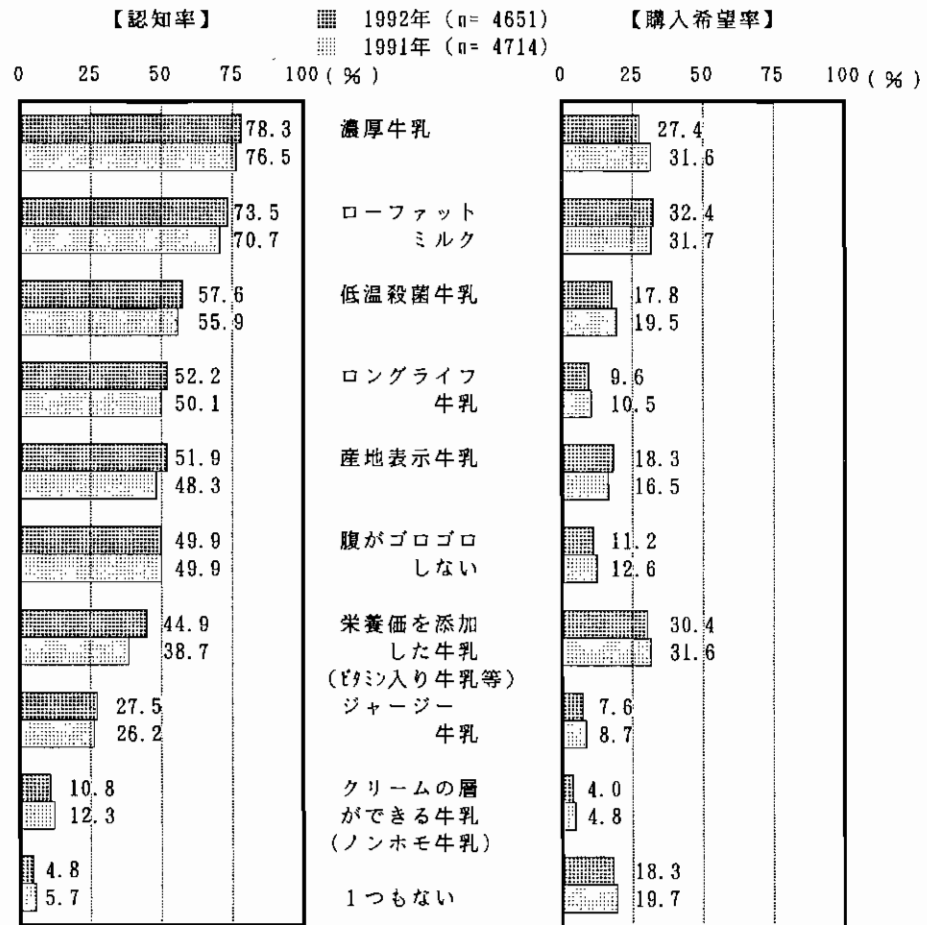 【認知率】 1992年 (n= 4651) 【購入希望率】
1991年 (n= 4714)
0 25 50 75 100 ( % ) 0 25 50 75 100 ( % )
78.3 濃厚牛乳 27.4
76.5 31.6
73.5 ローファット 32.4
70.7 ミルク 31.7
57.6 低温殺菌牛乳 17.8
55.9 19.5
52.2 ロングライフ 9.6
50.1 牛乳 10.5
51.9 産地表示牛乳 18.3
48.3 16.5
49.9 腹がゴロゴロ 11.2
49.9 しない 12.6
44.9 栄養価を添加 30.4
38.7 した牛乳 31.6
(ビタミン入り牛乳等)
27.5 ジャージー 7.6
26.2 牛乳 8.7
10.8 クリームの層 4.0
12.3 ができる牛乳 4.8
(ノンホモ牛乳)
4.8 18.3
5.7 1つもない 19.7